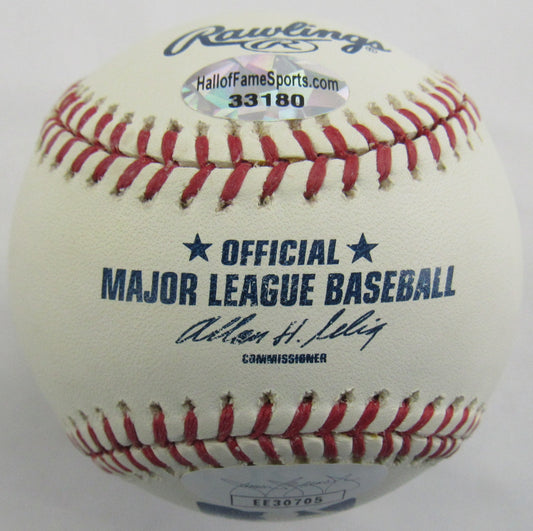 Rawlings
R
®
HallofFameSports.com
33180
★ OFFICIAL ★
MAJOR LEAGUE BASEBALL
Allan H. Selig
COMMISSIONER
EE30705